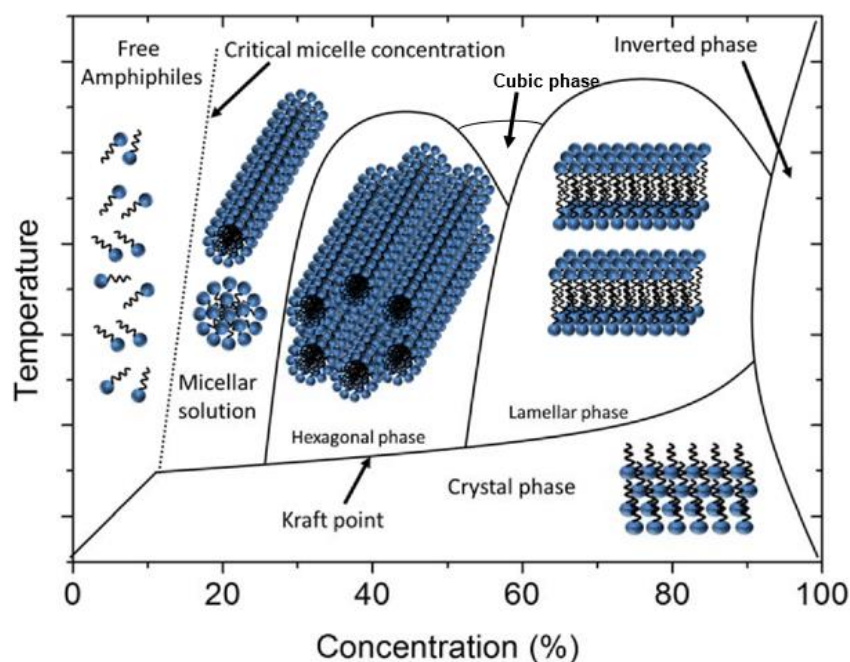 Free
Amphiphiles
Critical micelle concentration
Cubic phase
Inverted phase
Temperature
Micellar
solution
Hexagonal phase
Lamellar phase
Kraft point
Crystal phase
0
20
40
60
80
100
Concentration (%)